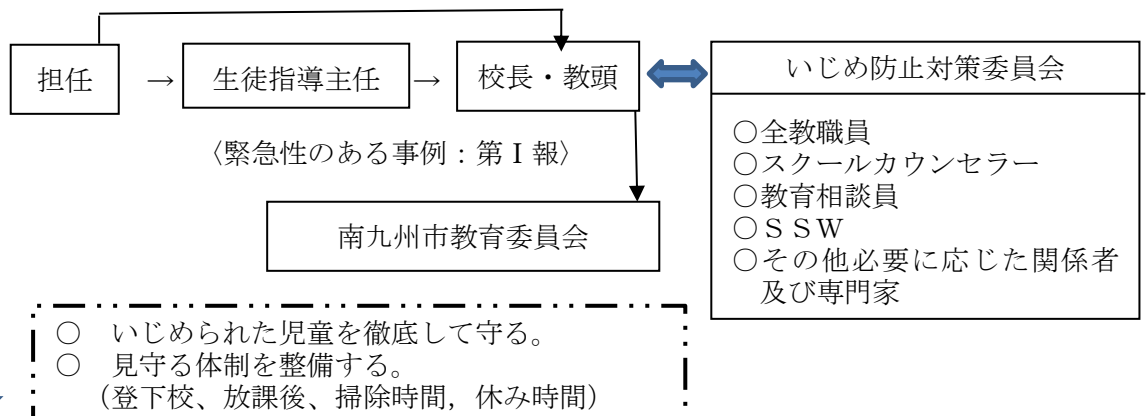 担任 → 生徒指導主任 → 校長・教頭
いじめ防止対策委員会
○全教職員
○スクールカウンセラー
○教育相談員
○ＳＳＷ
○その他必要に応じた関係者
及び専門家
〈緊急性のある事例：第Ⅰ報〉
南九州市教育委員会
○　いじめられた児童を徹底して守る。
○　見守る体制を整備する。
（登下校、放課後、掃除時間，休み時間）